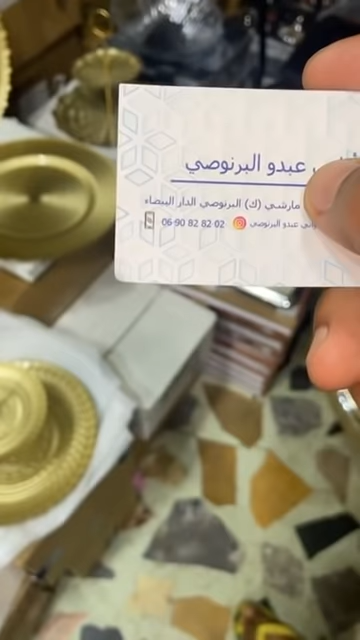 عبدو البرنوصي
مارشي (ك) البرنوصي الدار البيضاء
06 90 82 82 02 عبدو البرنوصي